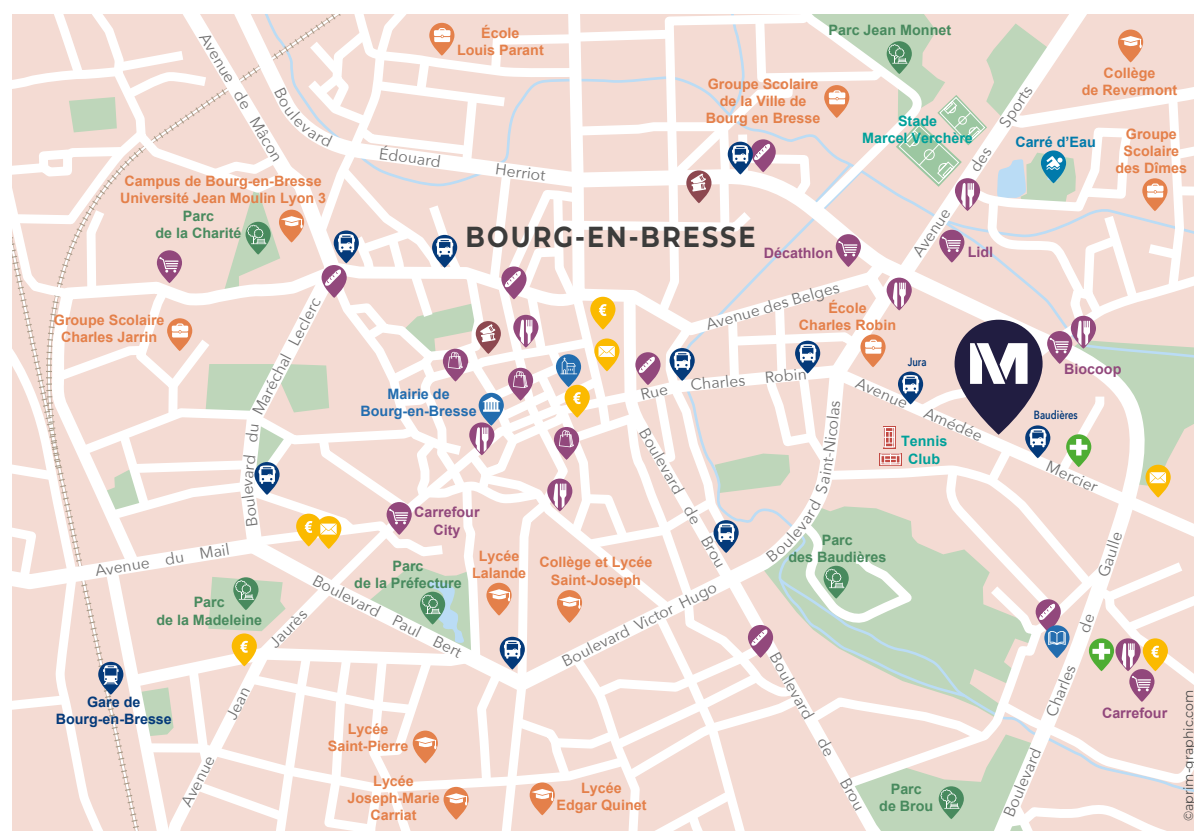 École
Louis Parant
Parc Jean Monnet
Collège
de Revermont
Avenue de Mâcon
Boulevard
Édouard
Herriot
Groupe Scolaire
de la Ville de
Bourg en Bresse
Stade
Marcel Verchère
Avenue des Sports
Carré d'Eau
Groupe
Scolaire
des Dîmes
Campus de Bourg-en-Bresse
Université Jean Moulin Lyon 3
Parc
de la Charité
BOURG-EN-BRESSE
Décathlon
Lidl
Avenue des Belges
Groupe Scolaire
Charles Jarrin
École
Charles Robin
Boulevard du Maréchal Leclerc
€
M
Biocoop
Jura
Rue Charles Robin
Avenue Amédée Mercier
Baudières
Mairie de
Bourg-en-Bresse
€
Tennis
Club
Boulevard de Brou
Boulevard Saint-Nicolas
Carrefour
City
€
Avenue du Mail
Lycée
Lalande
Collège et Lycée
Saint-Joseph
Parc
des Baudières
Parc
de la Préfecture
Parc
de la Madeleine
Boulevard Paul Bert
Boulevard Victor Hugo
Avenue Jean Jaurès
€
Boulevard Charles de Gaulle
€
Carrefour
Gare de
Bourg-en-Bresse
Boulevard de Brou
Lycée
Saint-Pierre
Lycée
Joseph-Marie
Carriat
Lycée
Edgar Quinet
Parc
de Brou
©aprim-graphic.com